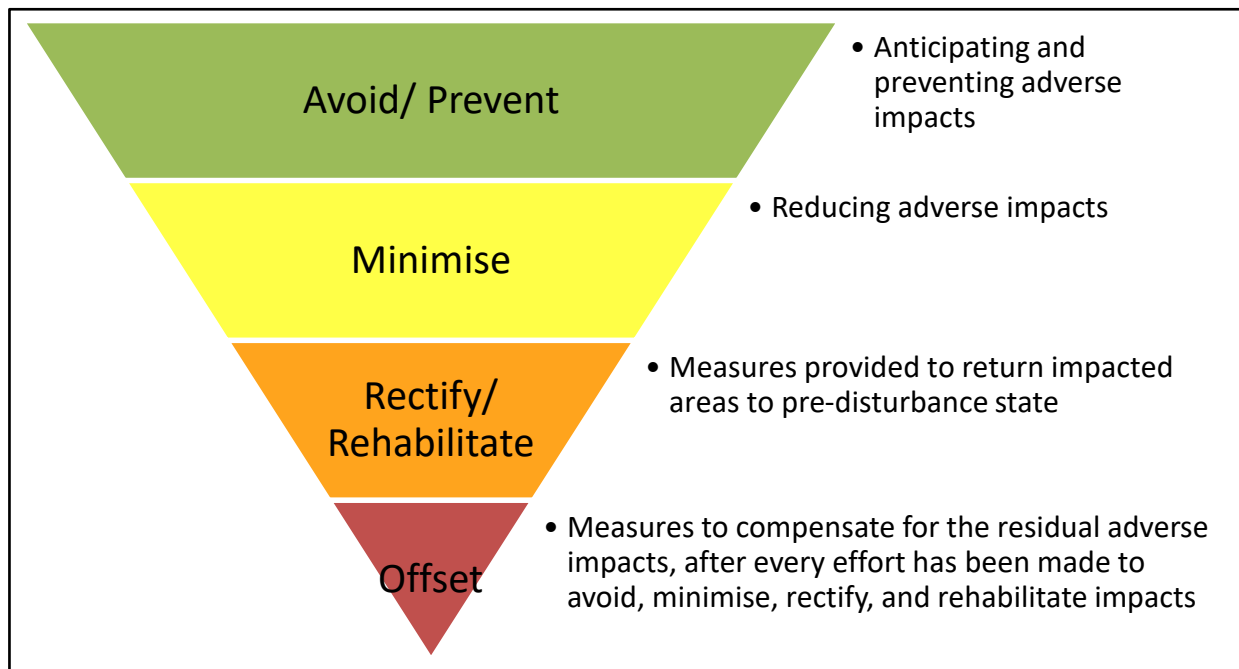 Avoid/ Prevent
• Anticipating and
preventing adverse
impacts
Minimise
• Reducing adverse impacts
Rectify/
Rehabilitate
• Measures provided to return impacted
areas to pre-disturbance state
Offset
• Measures to compensate for the residual adverse
impacts, after every effort has been made to
avoid, minimise, rectify, and rehabilitate impacts